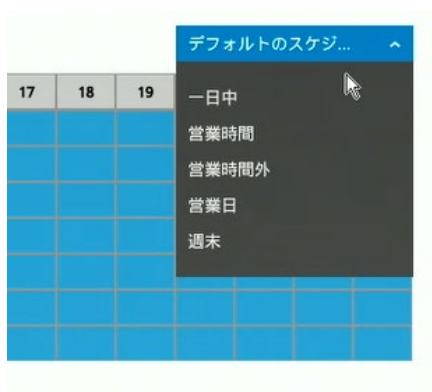 デフォルトのスケジ...
17 18 19
一日中
営業時間
営業時間外
営業日
週末